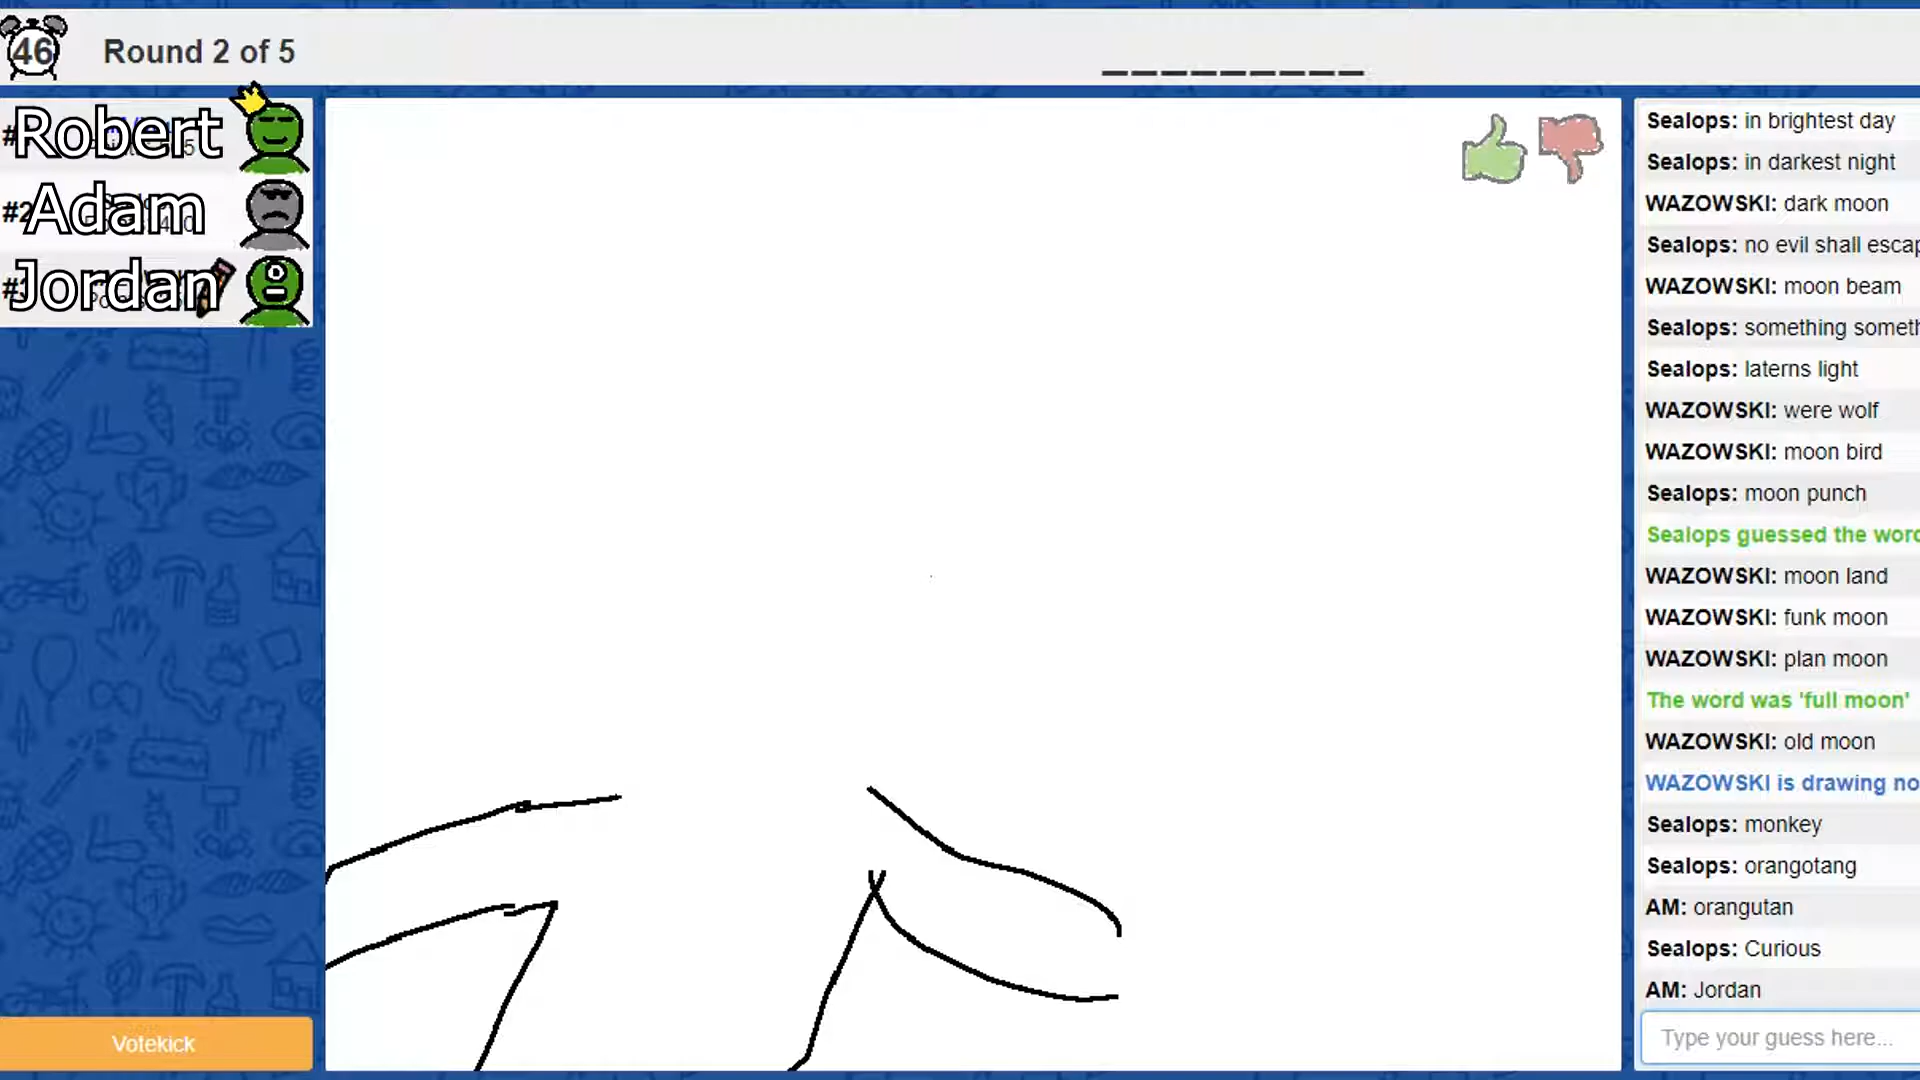 46
Round 2 of 5
Robert
#2
Adam
Jordan
Votekick
Sealops: in brightest day
Sealops: in darkest night
WAZOWSKI: dark moon
Sealops: no evil shall escap
WAZOWSKI: moon beam
Sealops: something someth
Sealops: laterns light
WAZOWSKI: were wolf
WAZOWSKI: moon bird
Sealops: moon punch
Sealops guessed the word
WAZOWSKI: moon land
WAZOWSKI: funk moon
WAZOWSKI: plan moon
The word was 'full moon'
WAZOWSKI: old moon
WAZOWSKI is drawing no
Sealops: monkey
Sealops: orangotang
AM: orangutan
Sealops: Curious
AM: Jordan
Type your guess here...